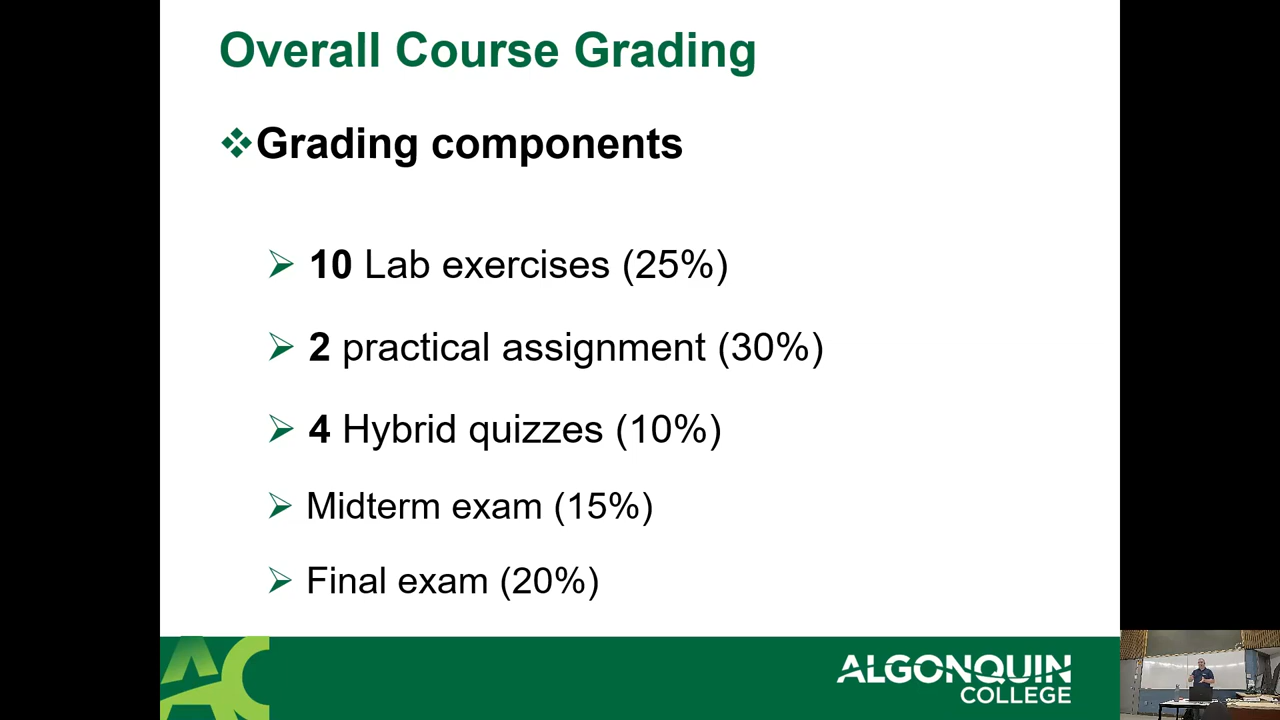 Overall Course Grading
Grading components
10 Lab exercises (25%)
2 practical assignment (30%)
4 Hybrid quizzes (10%)
Midterm exam (15%)
Final exam (20%)
AC
ALGONQUIN
COLLEGE